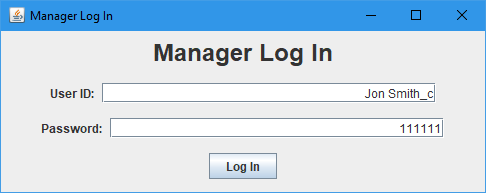 Manager Log In
Manager Log In
User ID: Jon Smith_c
Password: 111111
Log In